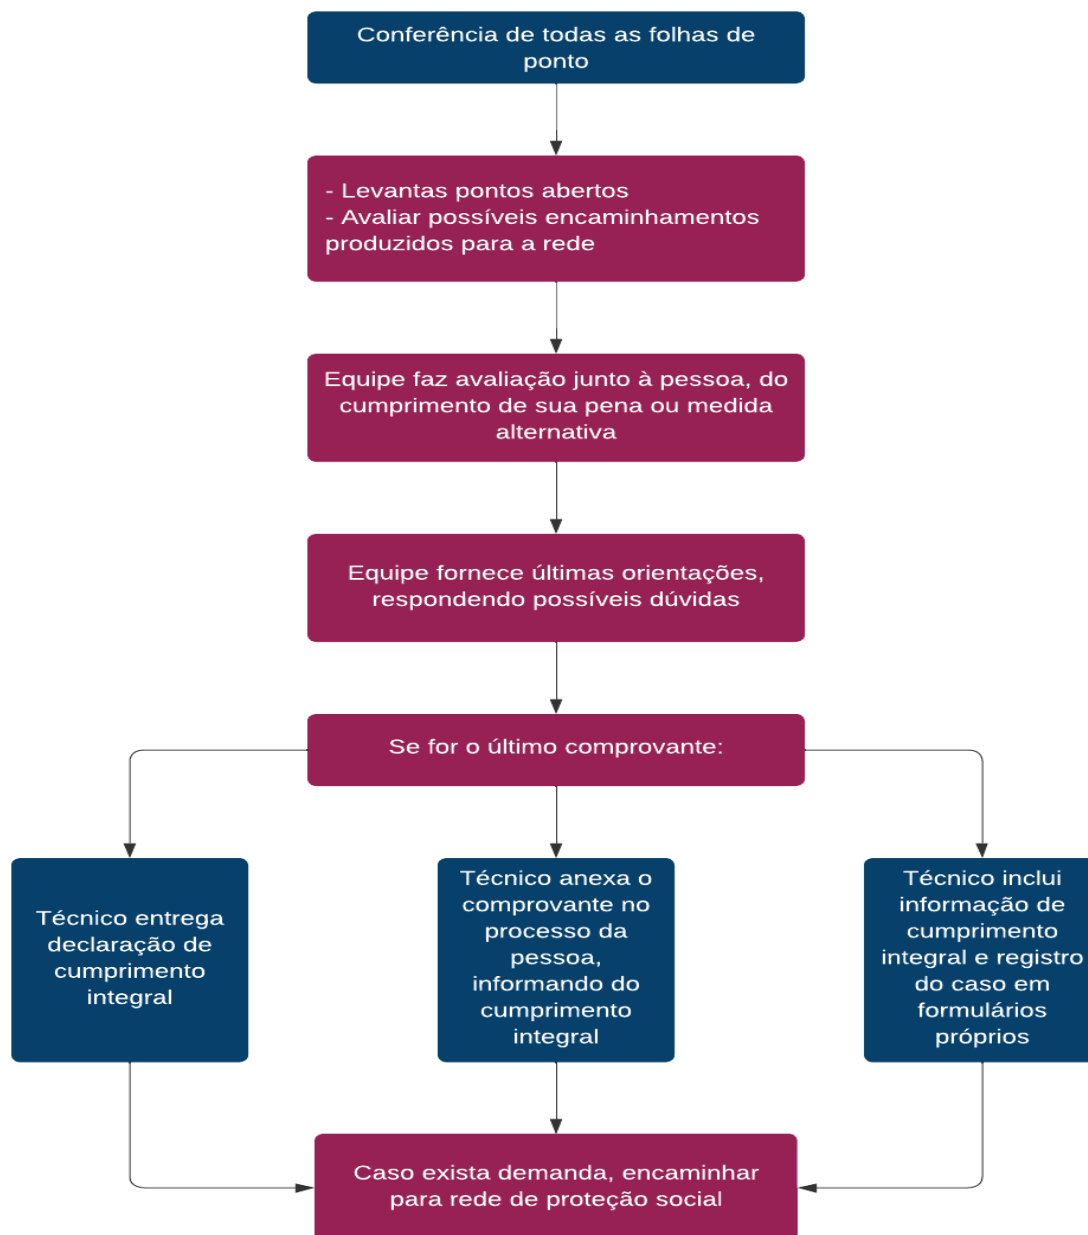 Conferência de todas as folhas de
ponto
- Levantas pontos abertos
- Avaliar possíveis encaminhamentos
produzidos para a rede
Equipe faz avaliação junto à pessoa, do
cumprimento de sua pena ou medida
alternativa
Equipe fornece últimas orientações,
respondendo possíveis dúvidas
Se for o último comprovante:
Técnico entrega
declaração de
cumprimento
integral
Técnico anexa o
comprovante no
processo da
pessoa,
informando do
cumprimento
integral
Técnico inclui
informação de
cumprimento
integral e registro
do caso em
formulários
próprios
Caso exista demanda, encaminhar
para rede de proteção social